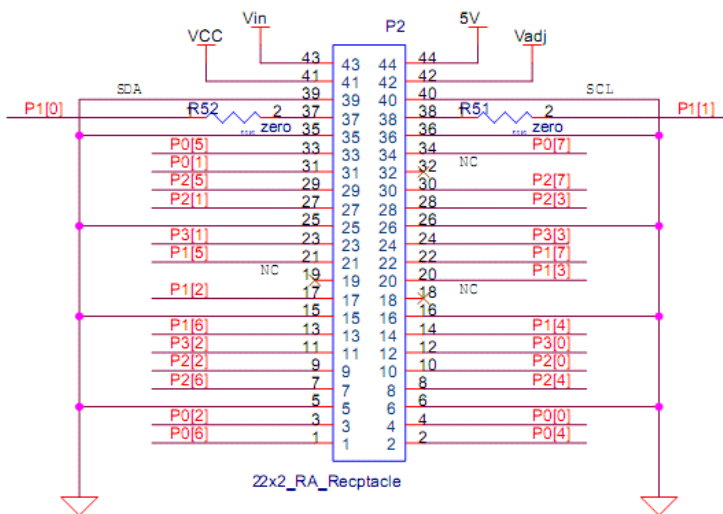 P2
Vin 5V
VCC Vadj
43 43 44 44
41 41 42 42
SDA 39 39 40 40 SCL
P1[0] 1 R52 2 37 37 38 38 R51 1 2 P1[1]
zero 35 35 36 36 zero
P0[5] 33 33 34 34 P0[7]
P0[1] 31 31 32 32 NC
P2[5] 29 29 30 30 P2[7]
P2[1] 27 27 28 28 P2[3]
25 25 26 26
P3[1] 23 23 24 24 P3[3]
P1[5] 21 21 22 22 P1[7]
NC 19 19 20 20 P1[3]
P1[2] 17 17 18 18 NC
15 15 16 16
P1[6] 13 13 14 14 P1[4]
P3[2] 11 11 12 12 P3[0]
P2[2] 9 9 10 10 P2[0]
P2[6] 7 7 8 8 P2[4]
5 5 6 6
P0[2] 3 3 4 4 P0[0]
P0[6] 1 1 2 2 P0[4]
22x2_RA_Recptacle